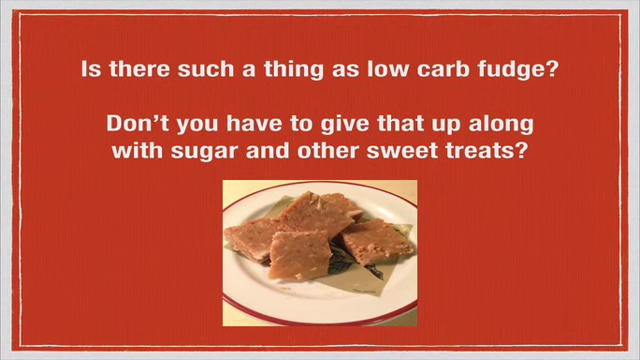 Is there such a thing as low carb fudge?
Don’t you have to give that up along
with sugar and other sweet treats?